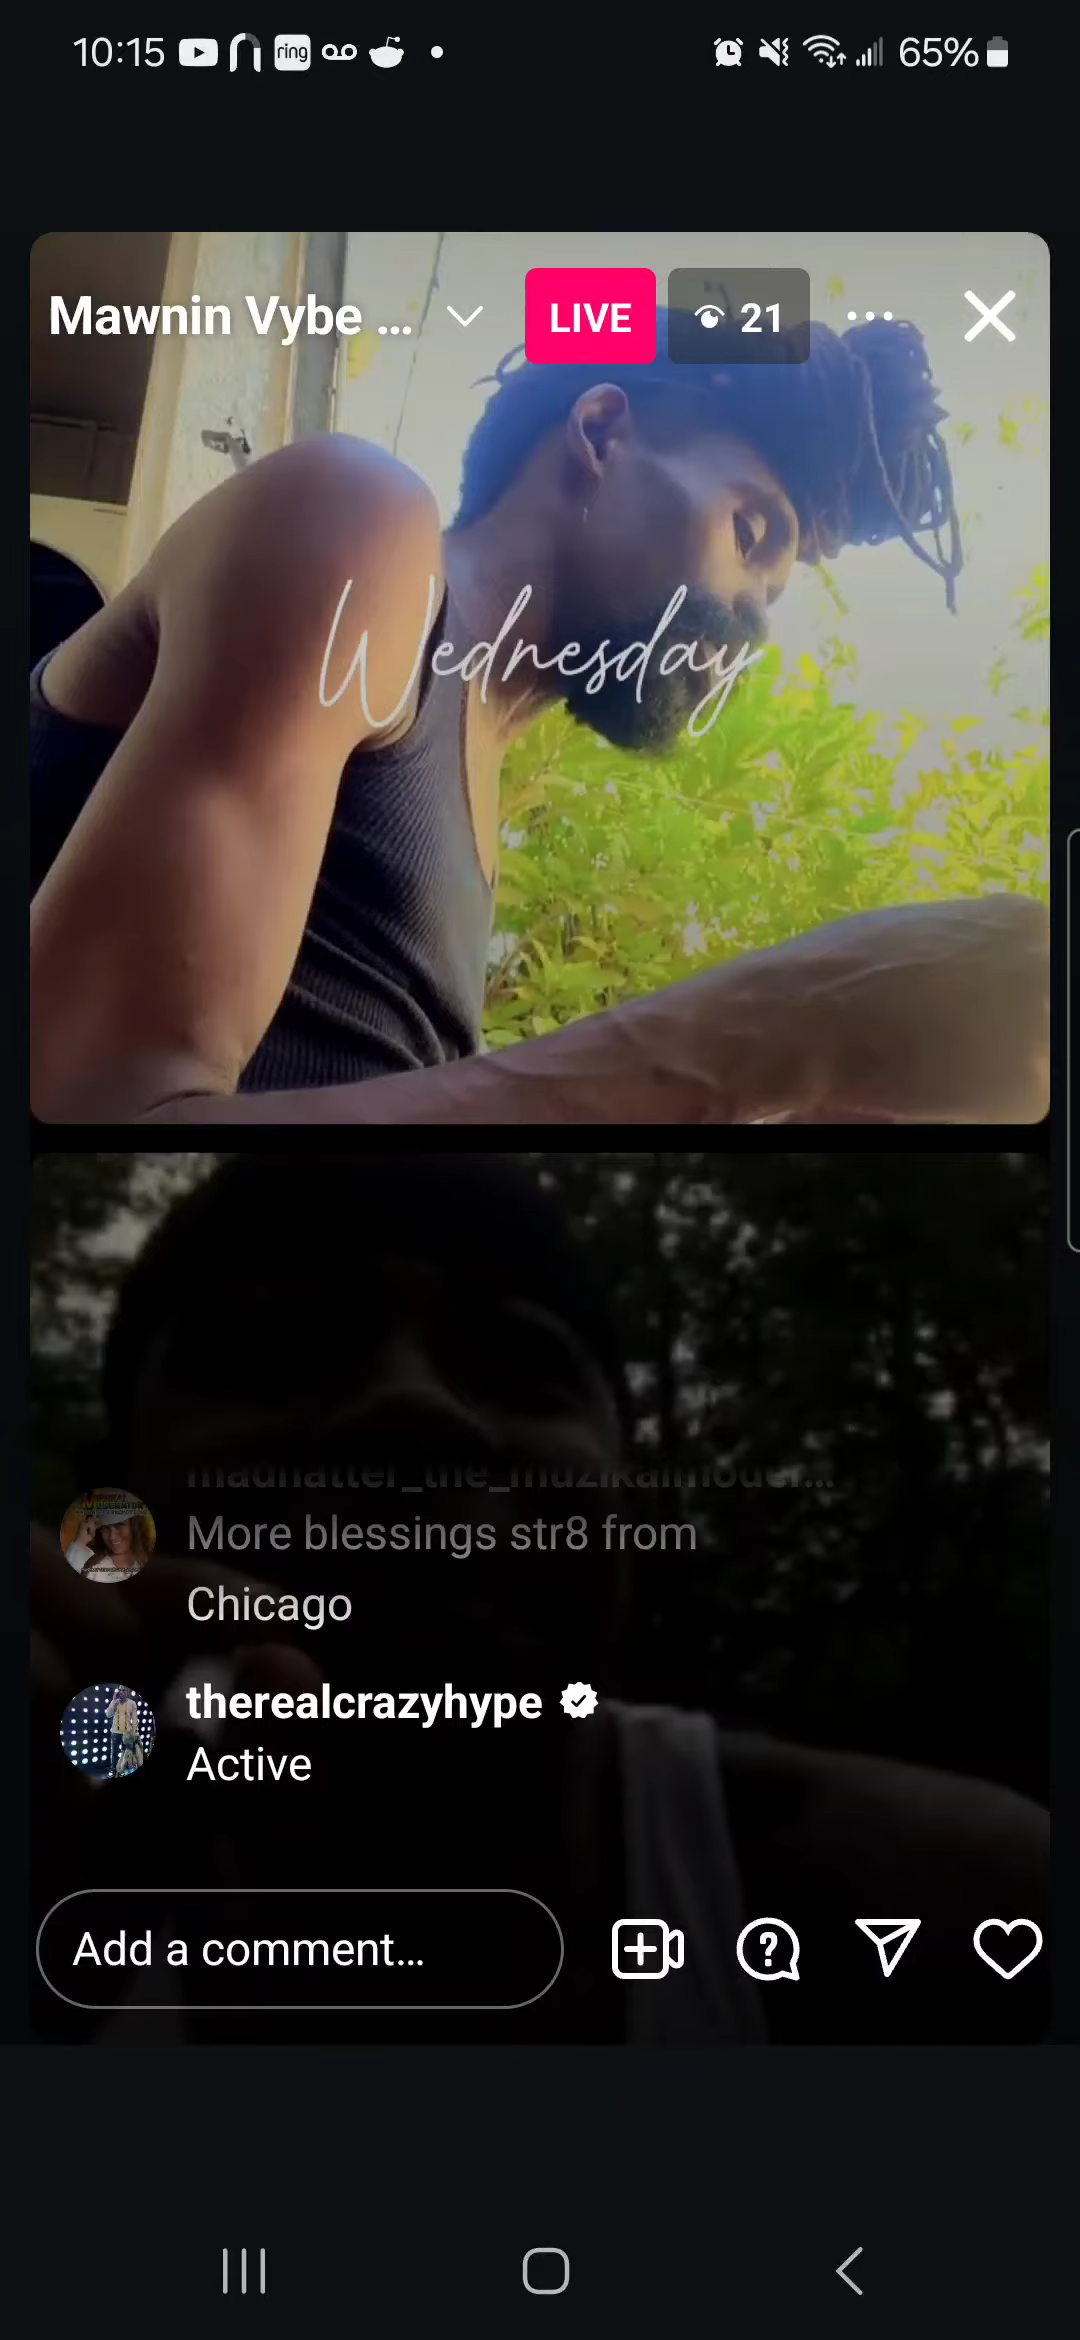 10:15 ring 65%
Mawnin Vybe ... LIVE 21
Wednesday
More blessings str8 from
Chicago
therealcrazyhype
Active
Add a comment...